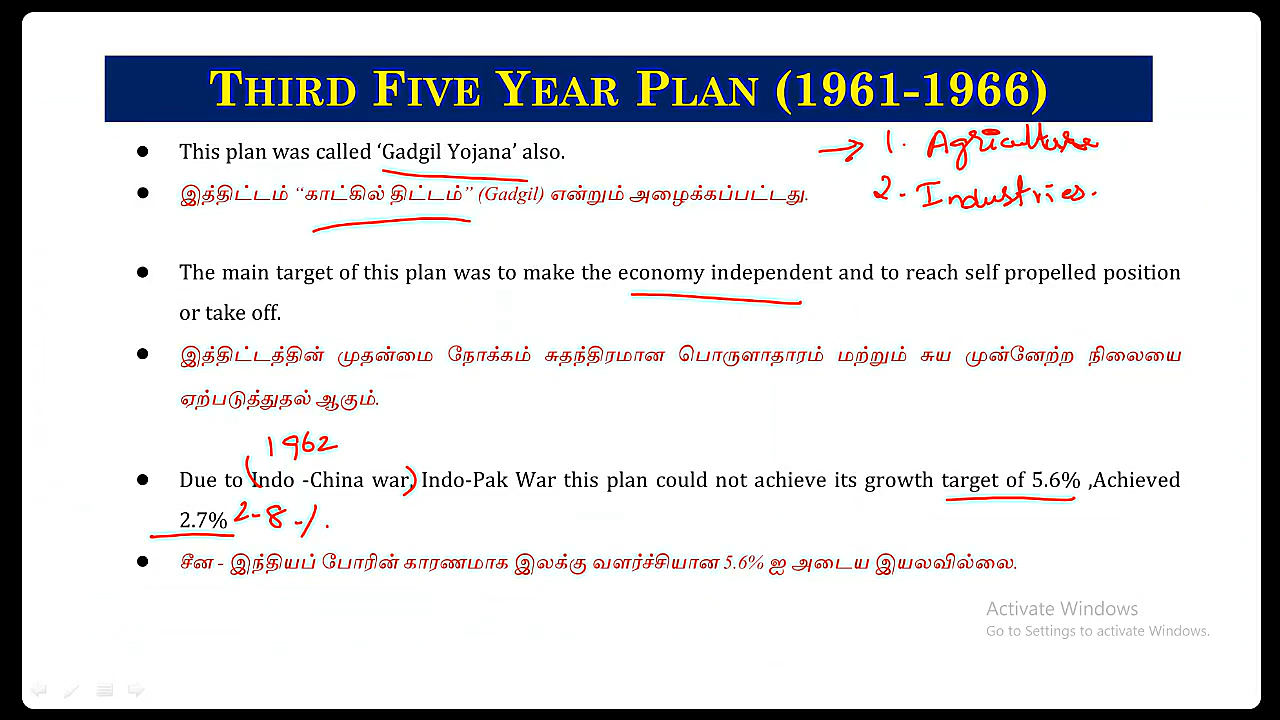 THIRD FIVE YEAR PLAN (1961-1966)
This plan was called ‘Gadgil Yojana’ also.
→ 1. Agriculture
இத்திட்டம் “காட்கில் திட்டம்” (Gadgil) என்றும் அழைக்கப்பட்டது.
2. Industries.
The main target of this plan was to make the economy independent and to reach self propelled position
or take off.
இத்திட்டத்தின் முதன்மை நோக்கம் சுதந்திரமான பொருளாதாரம் மற்றும் சுய முன்னேற்ற நிலையை
ஏற்படுத்துதல் ஆகும்.
1962
Due to (Indo -China war,) Indo-Pak War this plan could not achieve its growth target of 5.6% ,Achieved
2.7% 2.8 %.
சீன - இந்தியப் போரின் காரணமாக இலக்கு வளர்ச்சியான 5.6% ஐ அடைய இயலவில்லை.
Activate Windows
Go to Settings to activate Windows.